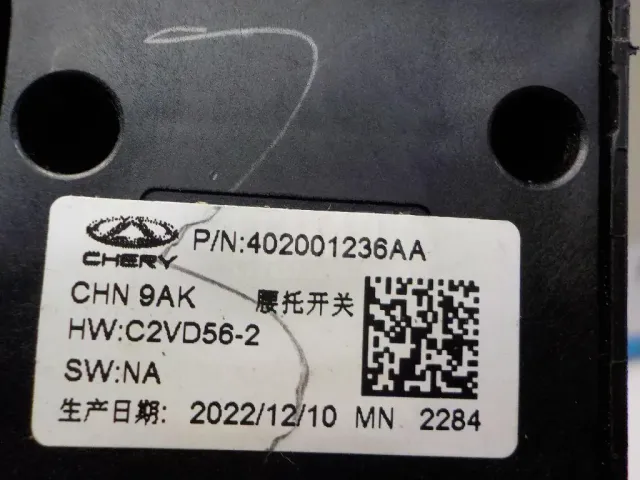 CHERY
P/N:402001236AA
CHN 9AK 腰托开关
HW:C2VD56-2
SW:NA
生产日期: 2022/12/10 MN 2284